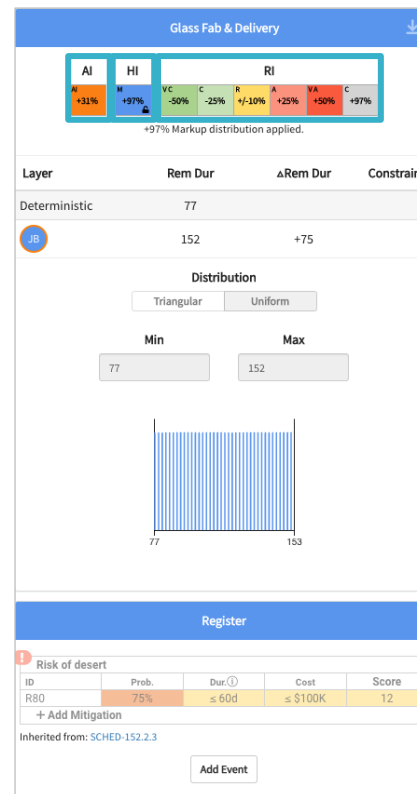 Glass Fab & Delivery
AI HI RI
AI M VC C R A VA C
+31% +97% -50% -25% +/-10% +25% +50% +97%
+97% Markup distribution applied.
Layer Rem Dur △Rem Dur Constrain
Deterministic 77
JB 152 +75
Distribution
Triangular Uniform
Min Max
77 152
77 153
Register
! Risk of desert
ID Prob. Dur.ⓘ Cost Score
R80 75% ≤ 60d ≤ $100K 12
+ Add Mitigation
Inherited from: SCHED-152.2.3
Add Event